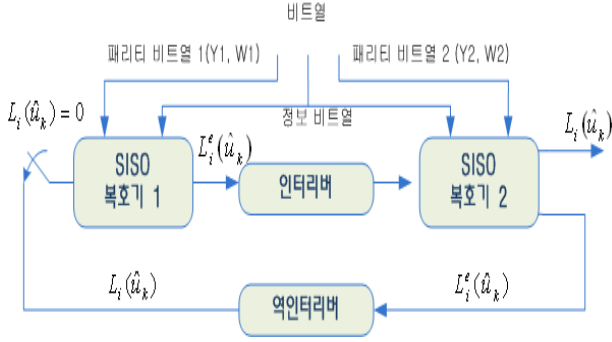 비트열
패리티 비트열 1(Y1, W1)
패리티 비트열 2 (Y2, W2)
정보 비트열
L_i(û_k) = 0
SISO
복호기 1
L_i^e(û_k)
인터리버
SISO
복호기 2
L_i(û_k)
L_i(û_k)
역인터리버
L_i^e(û_k)